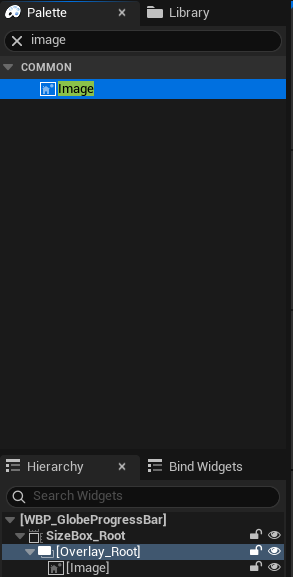 Palette
Library
image
COMMON
Image
Hierarchy
Bind Widgets
Search Widgets
[WBP_GlobeProgressBar]
SizeBox_Root
[Overlay_Root]
[Image]